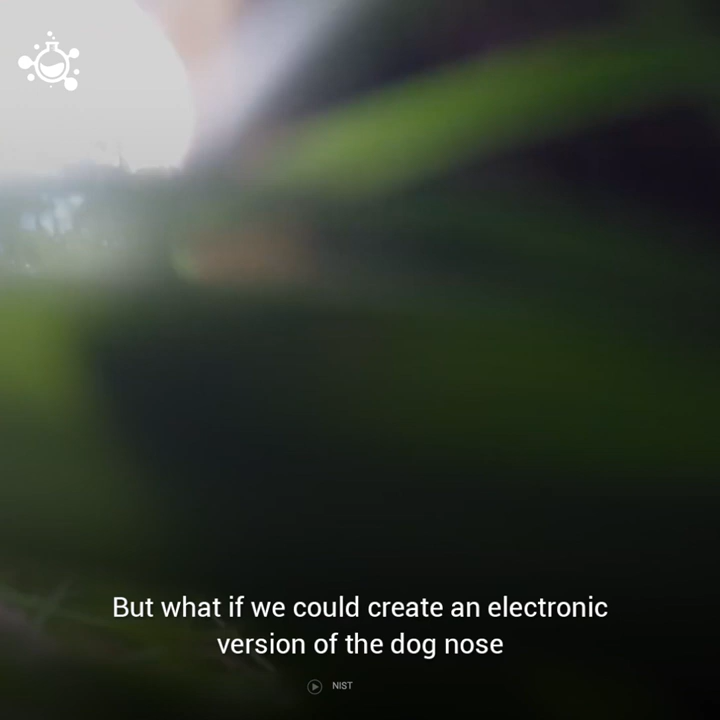 But what if we could create an electronic
version of the dog nose
NIST